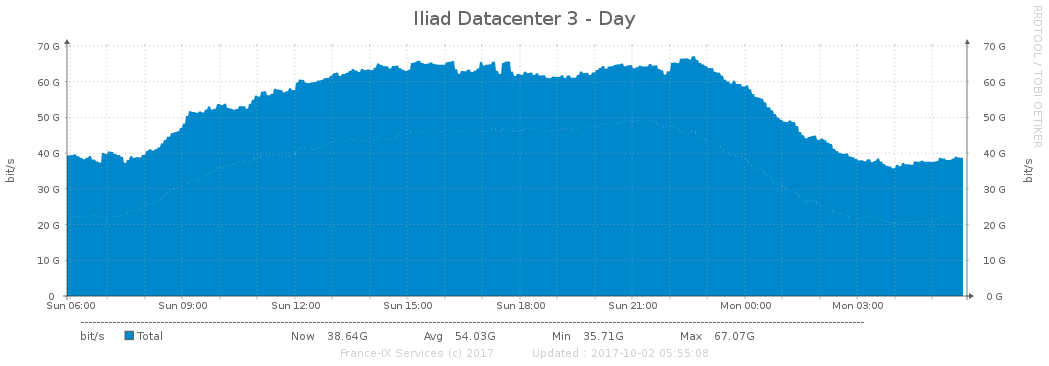 Iliad Datacenter 3 - Day
RRDTOOL / TOBI OETIKER
70 G 70 G
60 G 60 G
50 G 50 G
40 G 40 G
30 G 30 G
20 G 20 G
10 G 10 G
0 0 G
bit/s bit/s
Sun 06:00 Sun 09:00 Sun 12:00 Sun 15:00 Sun 18:00 Sun 21:00 Mon 00:00 Mon 03:00
bit/s Total Now 38.64G Avg 54.03G Min 35.71G Max 67.07G
France-IX Services (c) 2017 Updated : 2017-10-02 05:55:08